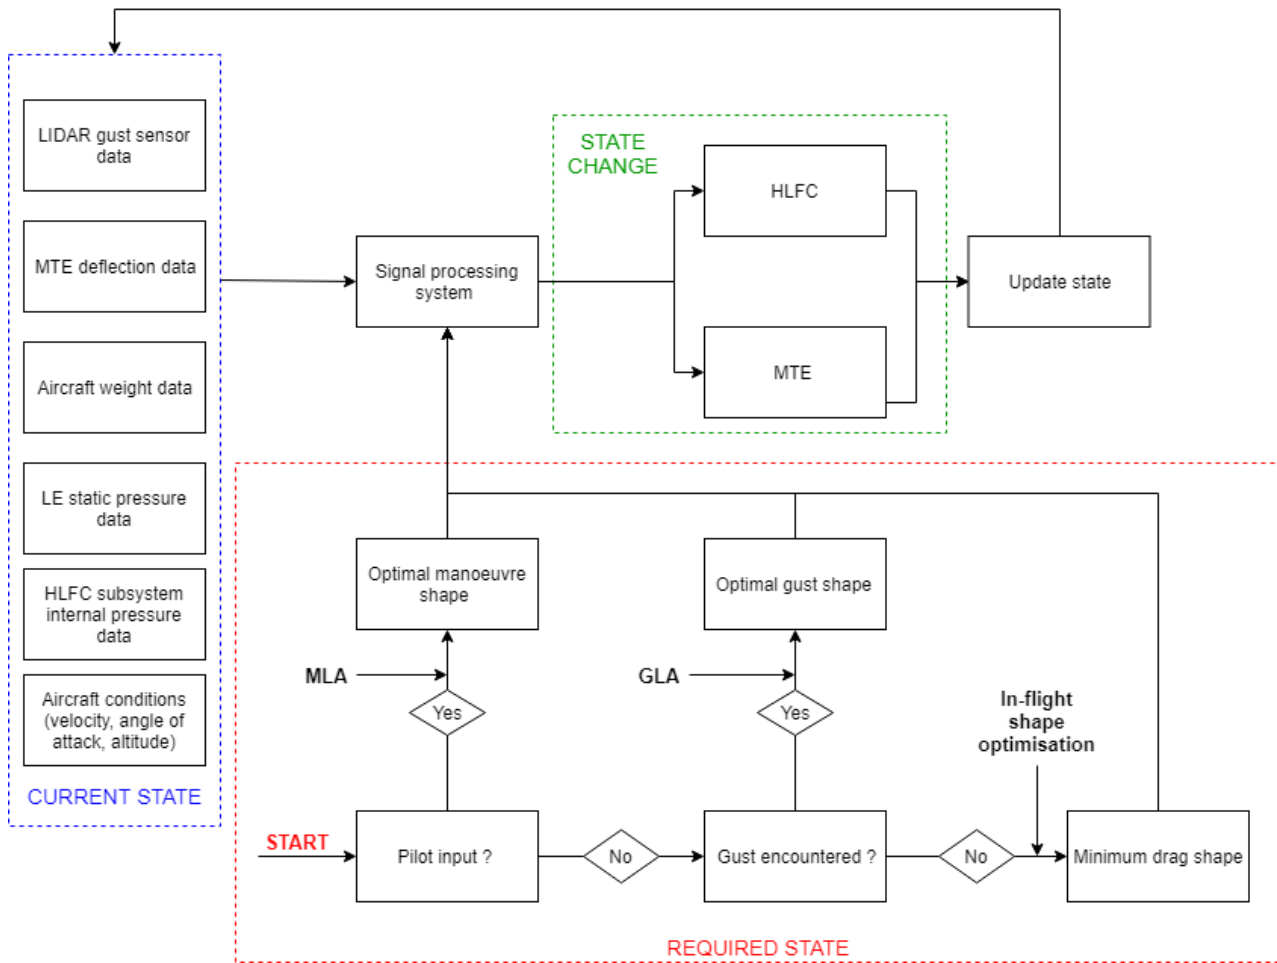 LIDAR gust sensor
data
MTE deflection data
Aircraft weight data
LE static pressure
data
HLFC subsystem
internal pressure
data
Aircraft conditions
(velocity, angle of
attack, altitude)
CURRENT STATE
Signal processing
system
STATE
CHANGE
HLFC
MTE
Update state
Optimal manoeuvre
shape
Optimal gust shape
MLA
GLA
Yes
Yes
In-flight
shape
optimisation
START
Pilot input ?
No
Gust encountered ?
No
Minimum drag shape
REQUIRED STATE